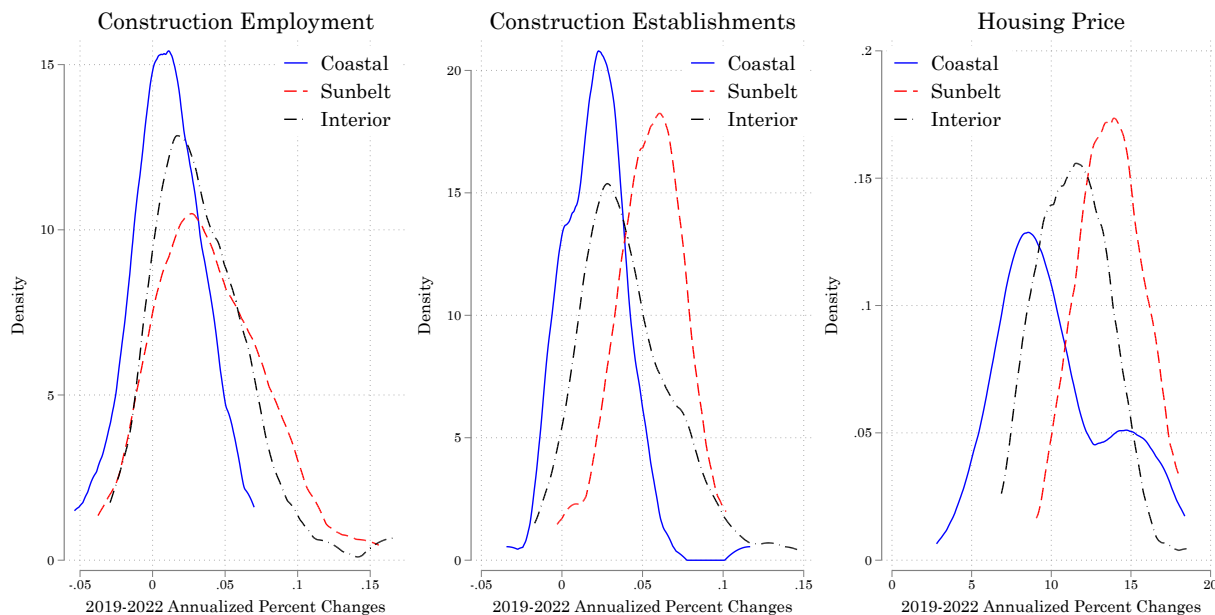 Construction Employment
Coastal
Sunbelt
Interior
Density
15
10
5
0
-.05 0 .05 .1 .15
2019-2022 Annualized Percent Changes
Construction Establishments
Coastal
Sunbelt
Interior
Density
20
15
10
5
0
-.05 0 .05 .1 .15
2019-2022 Annualized Percent Changes
Housing Price
Coastal
Sunbelt
Interior
Density
.2
.15
.1
.05
0
0 5 10 15 20
2019-2022 Annualized Percent Changes